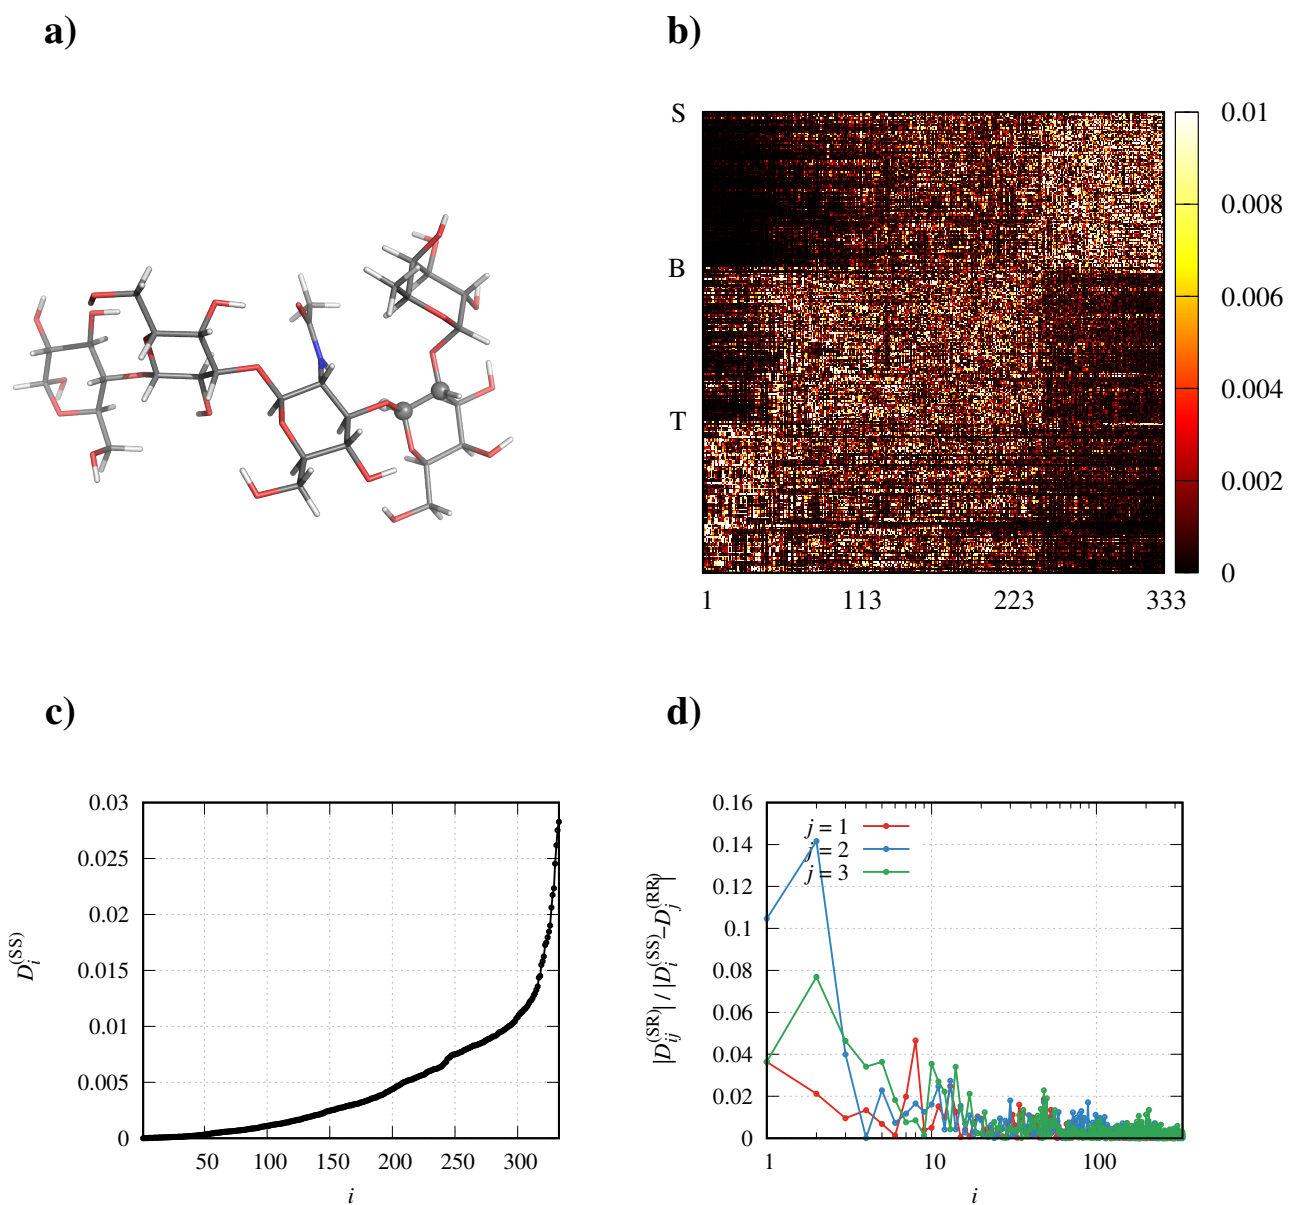 a)
b)
S
B
T
0.01
0.008
0.006
0.004
0.002
0
1 113 223 333
c)
d)
0.03
0.025
0.02
0.015
0.01
0.005
0
50 100 150 200 250 300
i
D_i^(SS)
0.16
0.14
0.12
0.1
0.08
0.06
0.04
0.02
0
j = 1
j = 2
j = 3
1 10 100
i
|D_ij^(SR)| / |D_i^(SS)−D_j^(RR)|